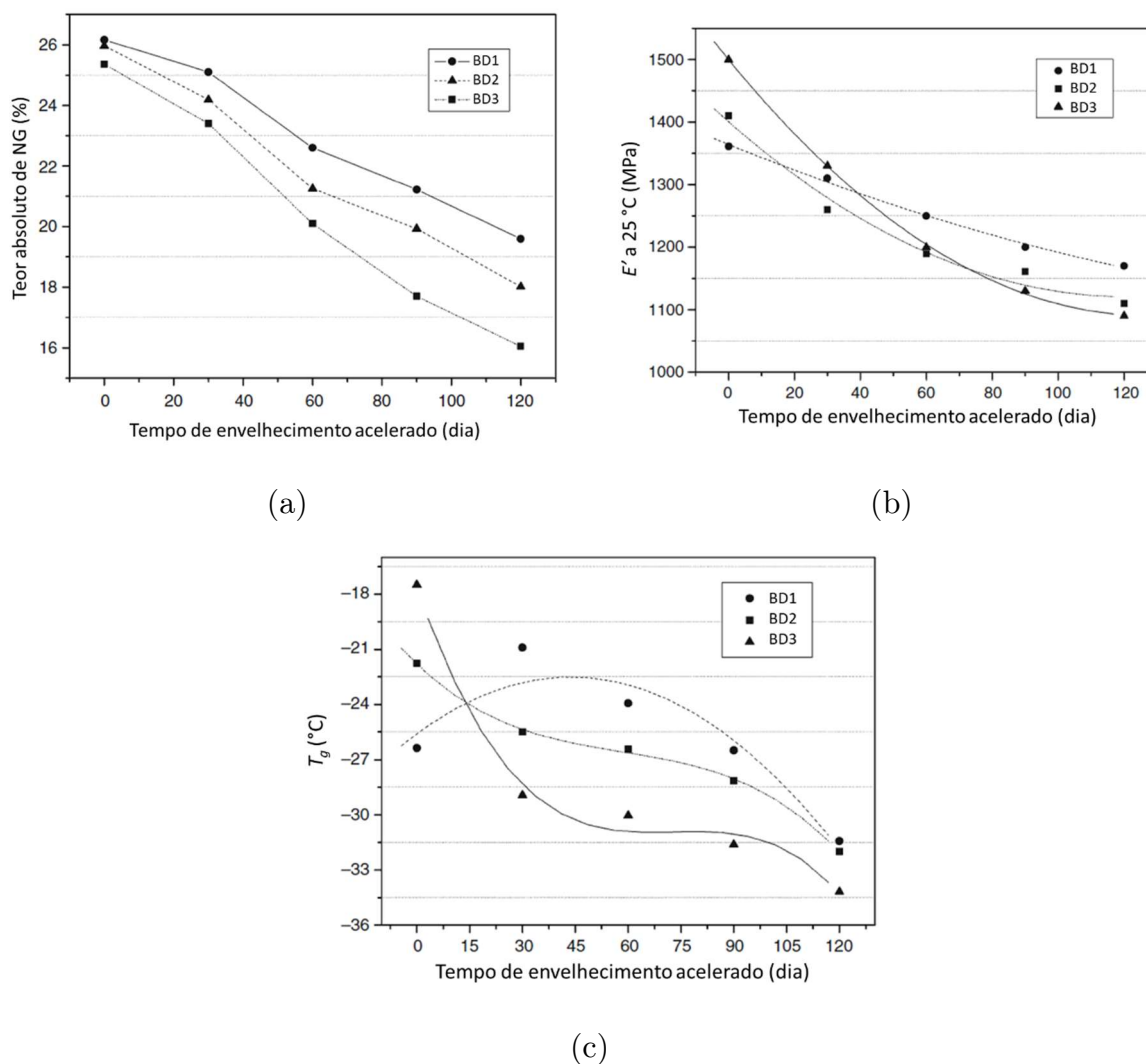 26
24
22
20
18
16
Teor absoluto de NG (%)
BD1
BD2
BD3
0 20 40 60 80 100 120
Tempo de envelhecimento acelerado (dia)
(a)
1500
1400
1300
1200
1100
1000
E′ a 25 °C (MPa)
BD1
BD2
BD3
0 20 40 60 80 100 120
Tempo de envelhecimento acelerado (dia)
(b)
–18
–21
–24
–27
–30
–33
–36
Tg (°C)
BD1
BD2
BD3
0 15 30 45 60 75 90 105 120
Tempo de envelhecimento acelerado (dia)
(c)